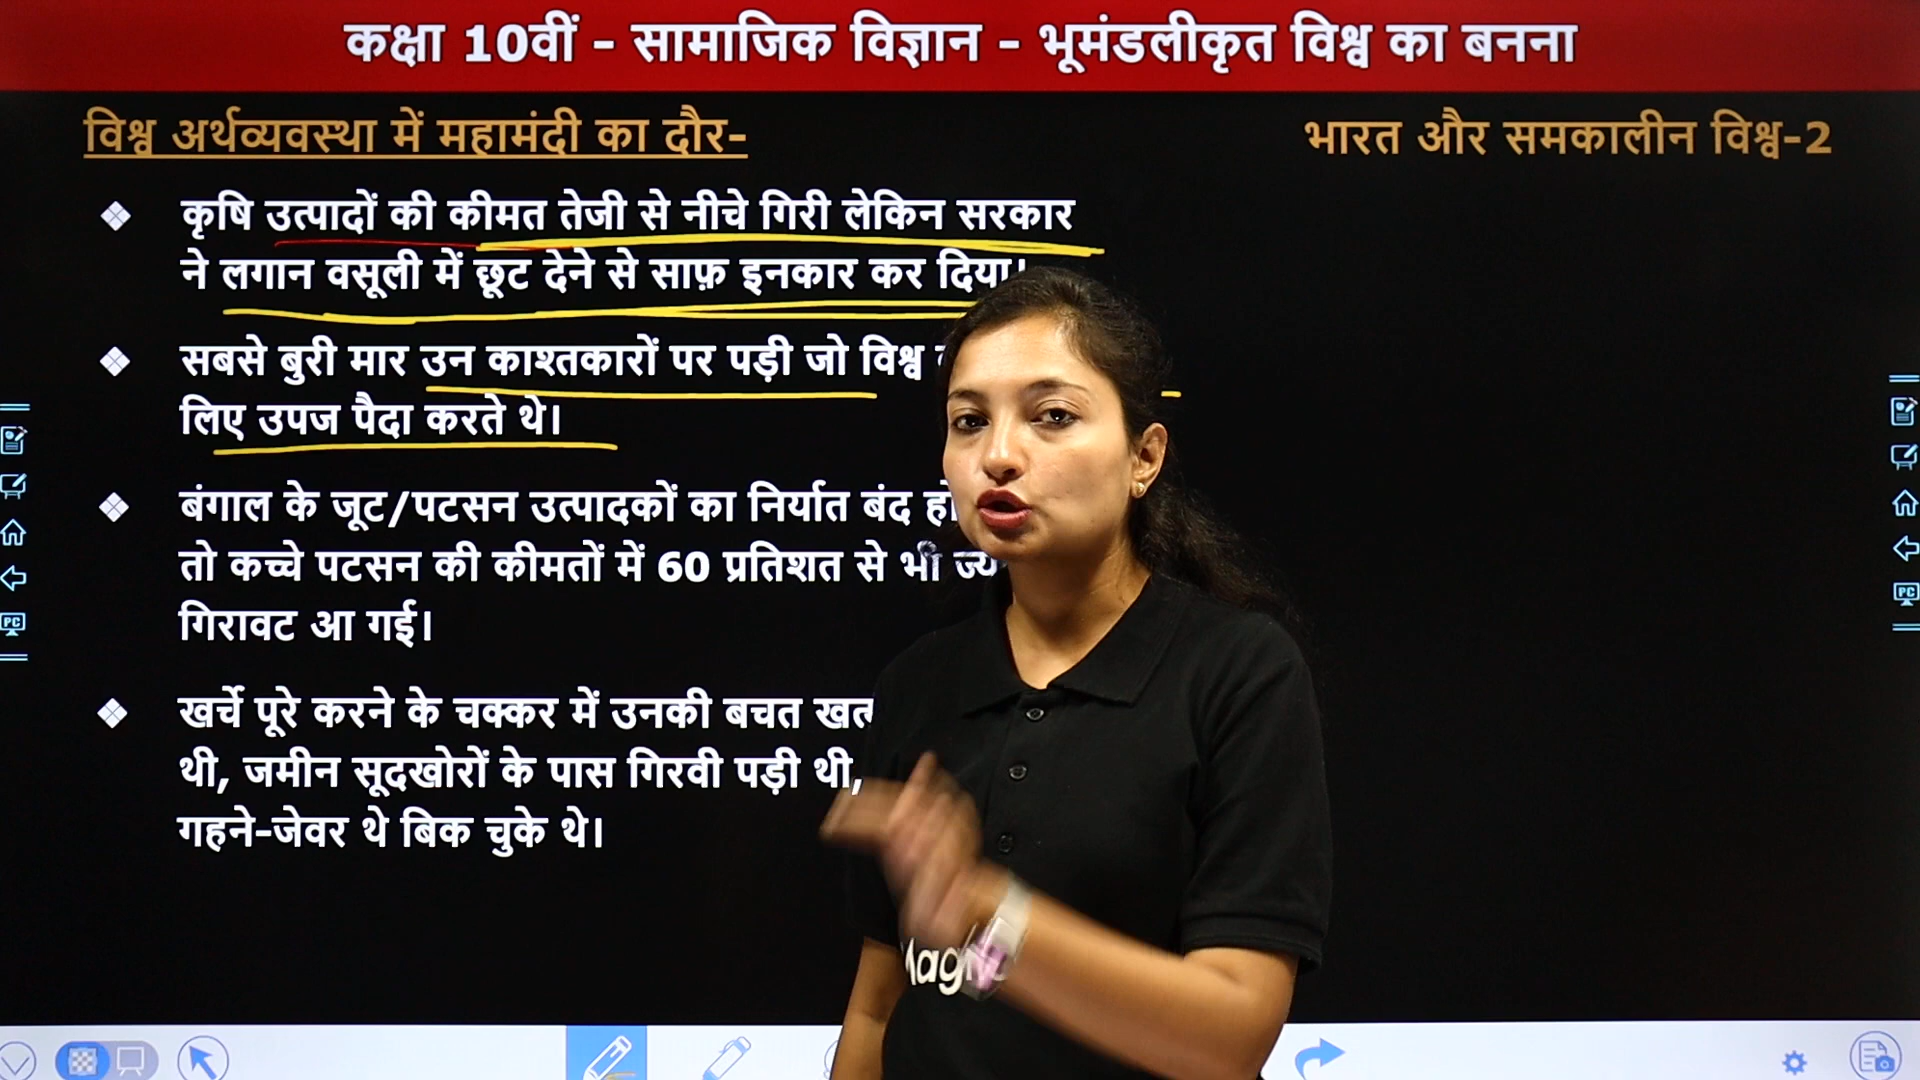 कक्षा 10वीं - सामाजिक विज्ञान - भूमंडलीकृत विश्व का बनना
विश्व अर्थव्यवस्था में महामंदी का दौर-
भारत और समकालीन विश्व-2
कृषि उत्पादों की कीमत तेजी से नीचे गिरी लेकिन सरकार
ने लगान वसूली में छूट देने से साफ़ इनकार कर दिया।
सबसे बुरी मार उन काश्तकारों पर पड़ी जो विश्व
लिए उपज पैदा करते थे।
बंगाल के जूट/पटसन उत्पादकों का निर्यात बंद
तो कच्चे पटसन की कीमतों में 60 प्रतिशत से भी
गिरावट आ गई।
खर्चे पूरे करने के चक्कर में उनकी बचत
थी, जमीन सूदखोरों के पास गिरवी पड़ी थी,
गहने-जेवर थे बिक चुके थे।
PC
PC